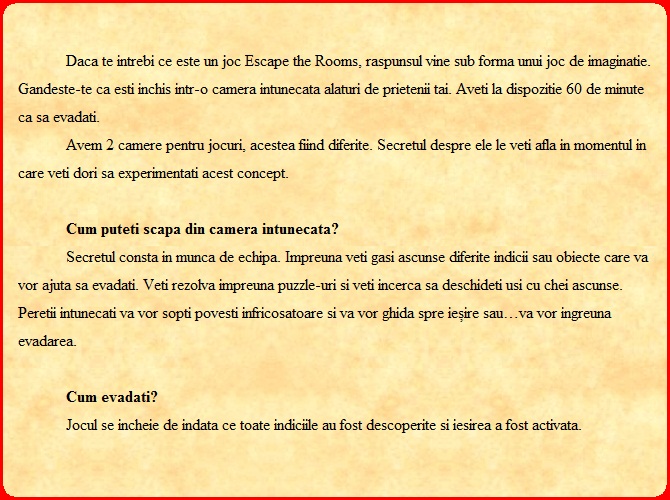 Daca te intrebi ce este un joc Escape the Rooms, raspunsul vine sub forma unui joc de imaginatie.
Gandeste-te ca esti inchis intr-o camera intunecata alaturi de prietenii tai. Aveti la dispozitie 60 de minute
ca sa evadati.
Avem 2 camere pentru jocuri, acestea fiind diferite. Secretul despre ele le veti afla in momentul in
care veti dori sa experimentati acest concept.
Cum puteti scapa din camera intunecata?
Secretul consta in munca de echipa. Impreuna veti gasi ascunse diferite indicii sau obiecte care va
vor ajuta sa evadati. Veti rezolva impreuna puzzle-uri si veti incerca sa deschideti usi cu chei ascunse.
Peretii intunecati va vor sopti povesti infricosatoare si va vor ghida spre ieșire sau…va vor ingreuna
evadarea.
Cum evadati?
Jocul se incheie de indata ce toate indiciile au fost descoperite si iesirea a fost activata.